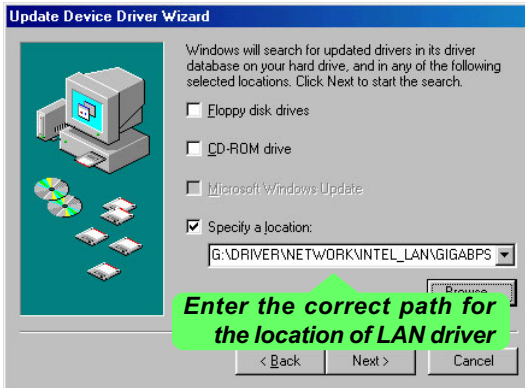 Update Device Driver Wizard
Windows will search for updated drivers in its driver
database on your hard drive, and in any of the following
selected locations. Click Next to start the search.
Floppy disk drives
CD-ROM drive
Microsoft Windows Update
Specify a location:
G:\DRIVER\NETWORK\INTEL_LAN\GIGABPS
Browse...
Enter the correct path for
the location of LAN driver
< Back
Next >
Cancel